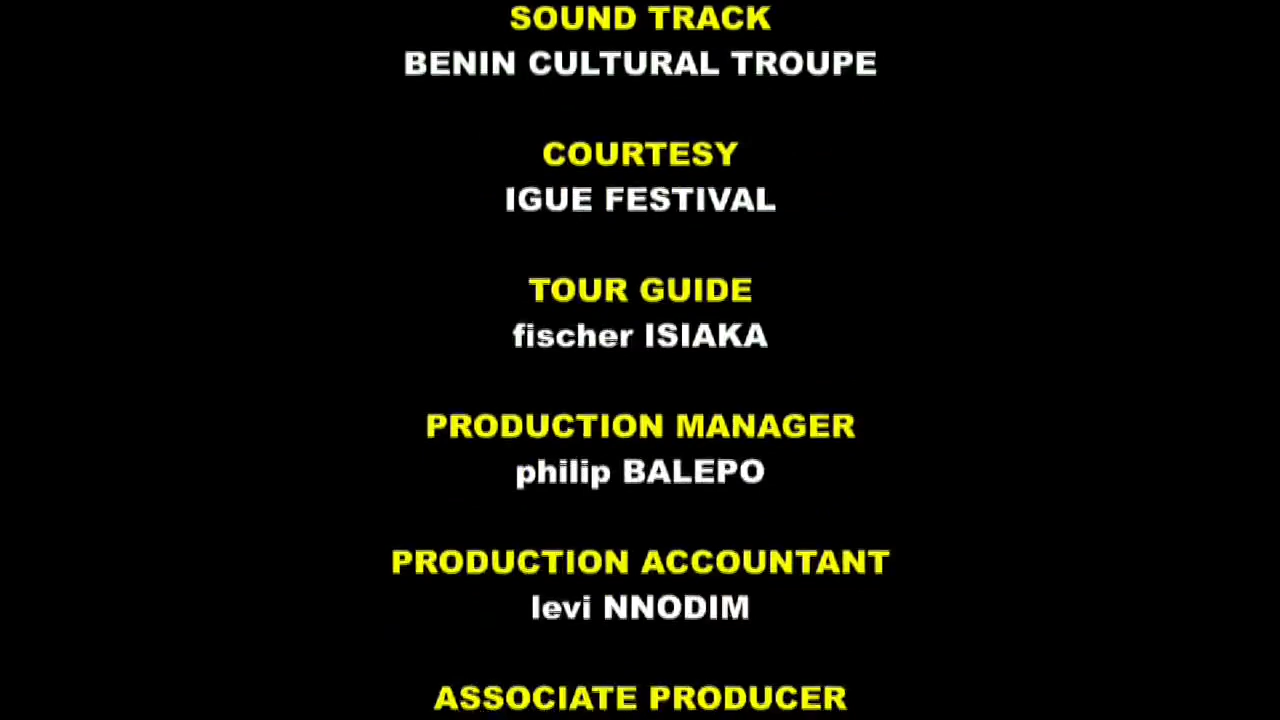 SOUND TRACK
BENIN CULTURAL TROUPE
COURTESY
IGUE FESTIVAL
TOUR GUIDE
fischer ISIAKA
PRODUCTION MANAGER
philip BALEPO
PRODUCTION ACCOUNTANT
levi NNODIM
ASSOCIATE PRODUCER